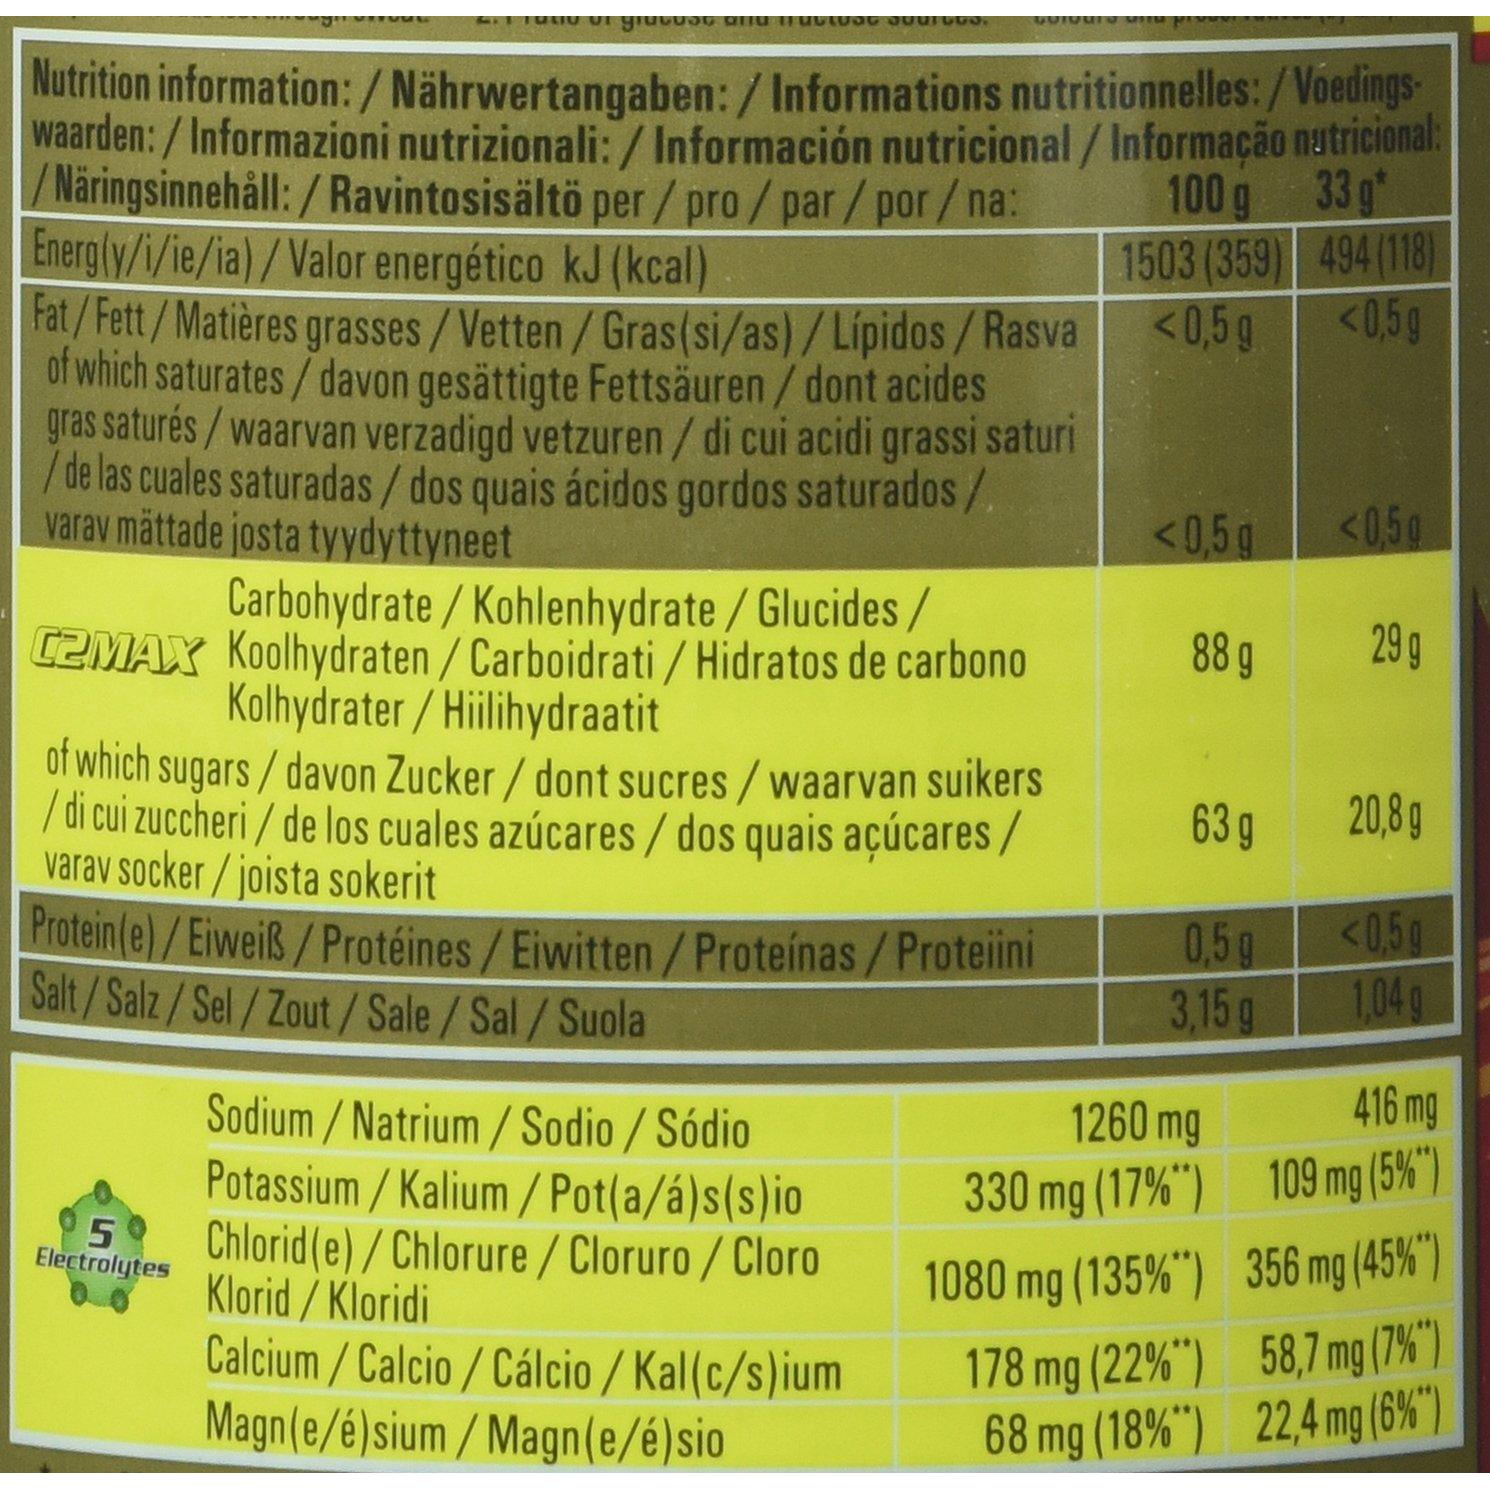 2:1 ratio of glucose and fructose sources.
Nutrition information: / Nährwertangaben: / Informations nutritionnelles: / Voedings-
waarden: / Informazioni nutrizionali: / Información nutricional / Informação nutricional:
/ Näringsinnehåll: / Ravintosisältö per / pro / par / por / na: 100 g 33 g*
Energ(y/i/ie/ia) / Valor energético kJ (kcal) 1503 (359) 494 (118)
Fat / Fett / Matières grasses / Vetten / Gras(si/as) / Lípidos / Rasva <0,5 g <0,5 g
of which saturates / davon gesättigte Fettsäuren / dont acides
gras saturés / waarvan verzadigd vetzuren / di cui acidi grassi saturi
/ de las cuales saturadas / dos quais ácidos gordos saturados /
varav mättade josta tyydyttyneet <0,5 g <0,5 g
Carbohydrate / Kohlenhydrate / Glucides /
C2MAX Koolhydraten / Carboidrati / Hidratos de carbono 88 g 29 g
Kolhydrater / Hiilihydraatit
of which sugars / davon Zucker / dont sucres / waarvan suikers
/ di cui zuccheri / de los cuales azúcares / dos quais açúcares / 63 g 20,8 g
varav socker / joista sokerit
Protein(e) / Eiweiß / Protéines / Eiwitten / Proteínas / Proteiini 0,5 g <0,5 g
Salt / Salz / Sel / Zout / Sale / Sal / Suola 3,15 g 1,04 g
Sodium / Natrium / Sodio / Sódio 1260 mg 416 mg
Potassium / Kalium / Pot(a/á)s(s)io 330 mg (17%**) 109 mg (5%**)
5
Electrolytes
Chlorid(e) / Chlorure / Cloruro / Cloro 1080 mg (135%**) 356 mg (45%**)
Klorid / Kloridi
Calcium / Calcio / Cálcio / Kal(c/s)ium 178 mg (22%**) 58,7 mg (7%**)
Magn(e/é)sium / Magn(e/é)sio 68 mg (18%**) 22,4 mg (6%**)